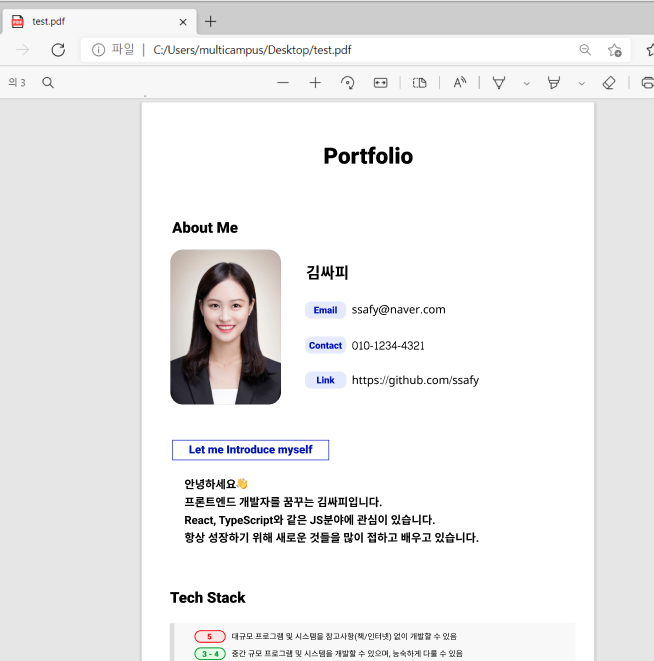 test.pdf
파일 | C:/Users/multicampus/Desktop/test.pdf
의 3
Portfolio
About Me
김싸피
Email ssafy@naver.com
Contact 010-1234-4321
Link https://github.com/ssafy
Let me Introduce myself
안녕하세요👋
프론트엔드 개발자를 꿈꾸는 김싸피입니다.
React, TypeScript와 같은 JS분야에 관심이 있습니다.
항상 성장하기 위해 새로운 것들을 많이 접하고 배우고 있습니다.
Tech Stack
5 대규모 프로그램 및 시스템을 참고사항(책/인터넷) 없이 개발할 수 있음
3 - 4 중간 규모 프로그램 및 시스템을 개발할 수 있으며, 능숙하게 다룰 수 있음